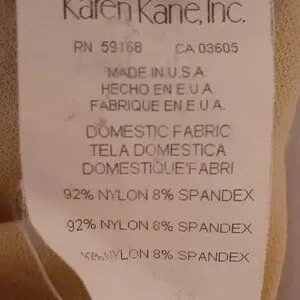 Karen Kane, Inc.
RN 59168 CA 03605
MADE IN U.S.A.
HECHO EN E.U.A.
FABRIQUE EN E.U.A.
DOMESTIC FABRIC
TELA DOMESTICA
DOMESTIQUE'FABRI
92% NYLON 8% SPANDEX
92% NYLON 8% SPANDEX
92% NYLON 8% SPANDEX